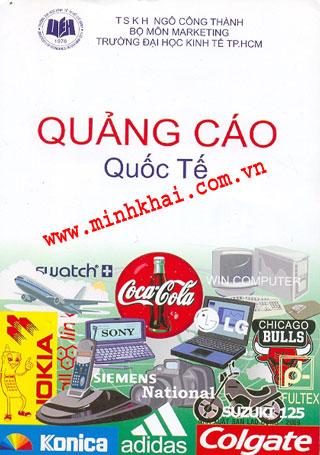 T S K H NGÔ CÔNG THÀNH
BỘ MÔN MARKETING
TRƯỜNG ĐẠI HỌC KINH TẾ TP.HCM
1976
QUẢNG CÁO
Quốc Tế
www.minhkhai.com.vn
swatch
WIN COMPUTER
Coca-Cola
SONY
LG
CHICAGO
BULLS
NOKIA
SIEMENS
National
FULTEX
SUZUKI 125
Konica
adidas
Colgate